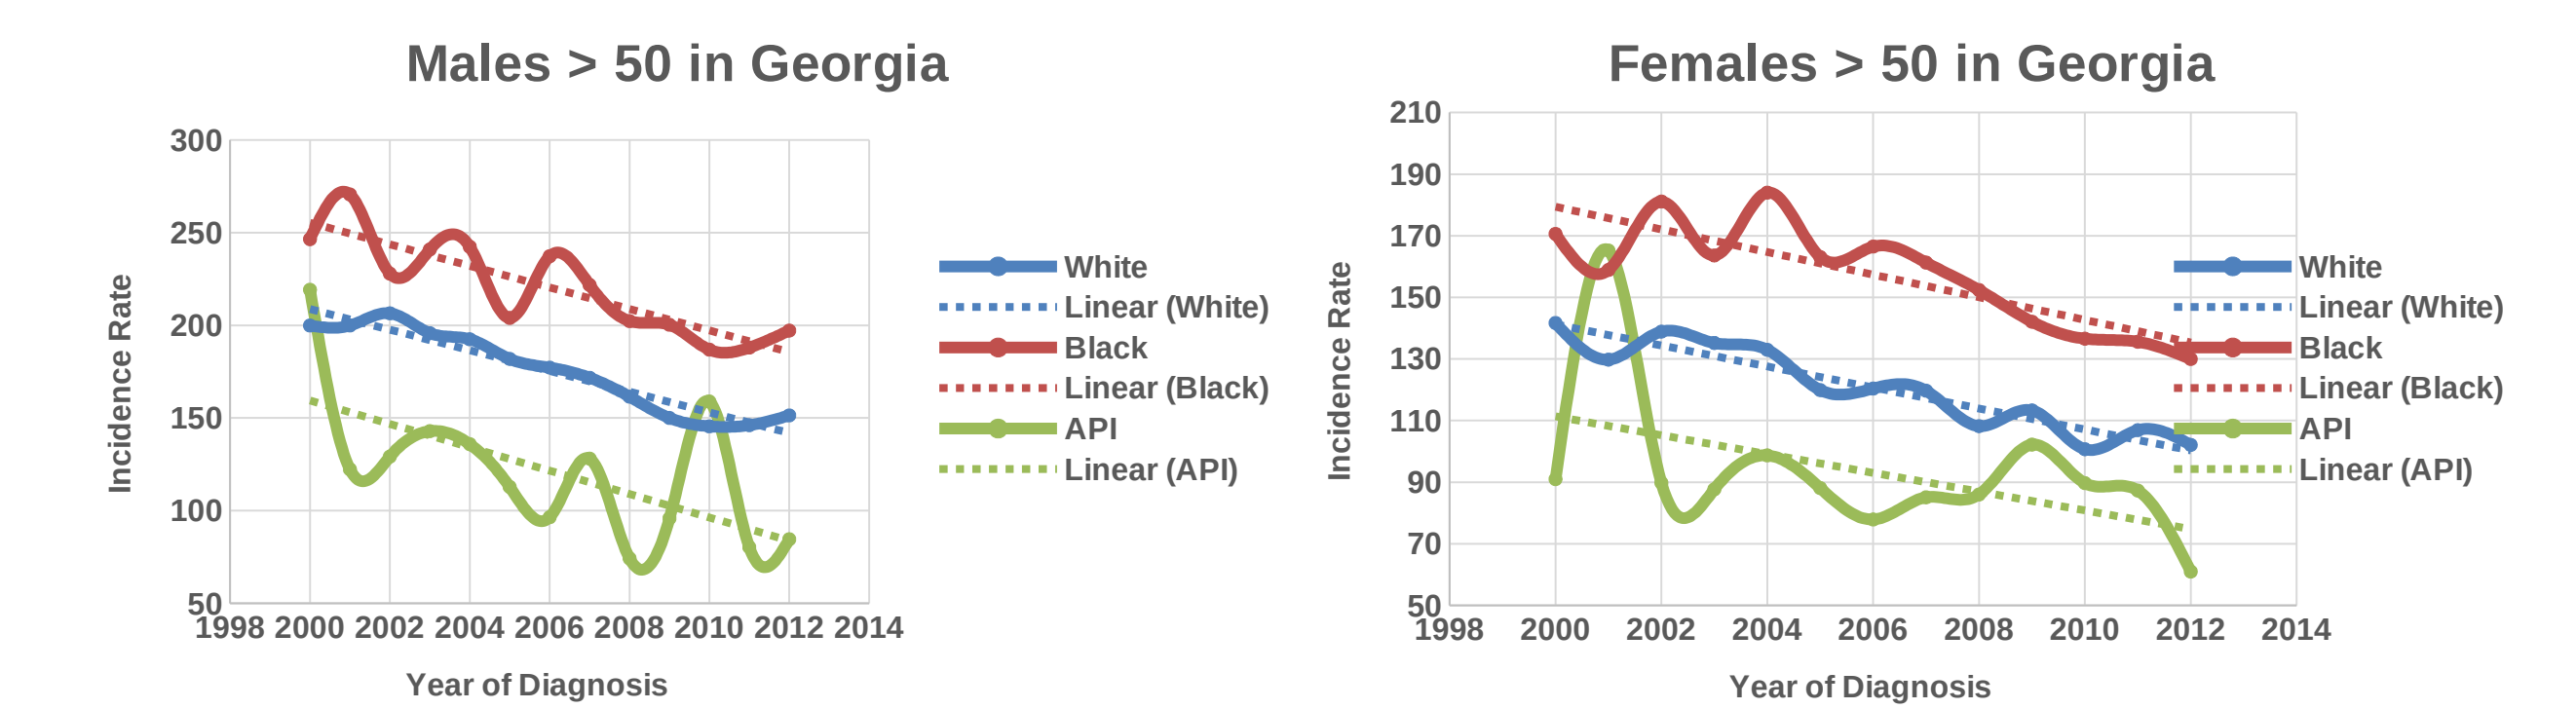 Males > 50 in Georgia
300
250
200
150
100
50
1998 2000 2002 2004 2006 2008 2010 2012 2014
Incidence Rate
Year of Diagnosis
White
Linear (White)
Black
Linear (Black)
API
Linear (API)
Females > 50 in Georgia
210
190
170
150
130
110
90
70
50
1998 2000 2002 2004 2006 2008 2010 2012 2014
Incidence Rate
Year of Diagnosis
White
Linear (White)
Black
Linear (Black)
API
Linear (API)